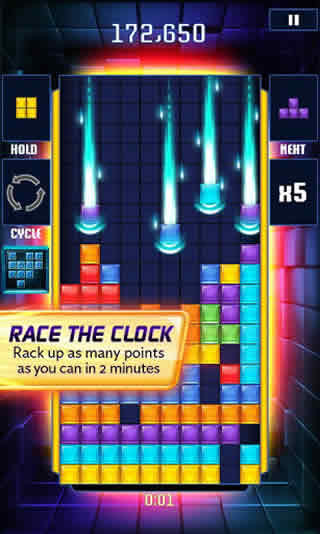 172,650
HOLD
NEXT
CYCLE
x5
RACE THE CLOCK
Rack up as many points
as you can in 2 minutes
0:01